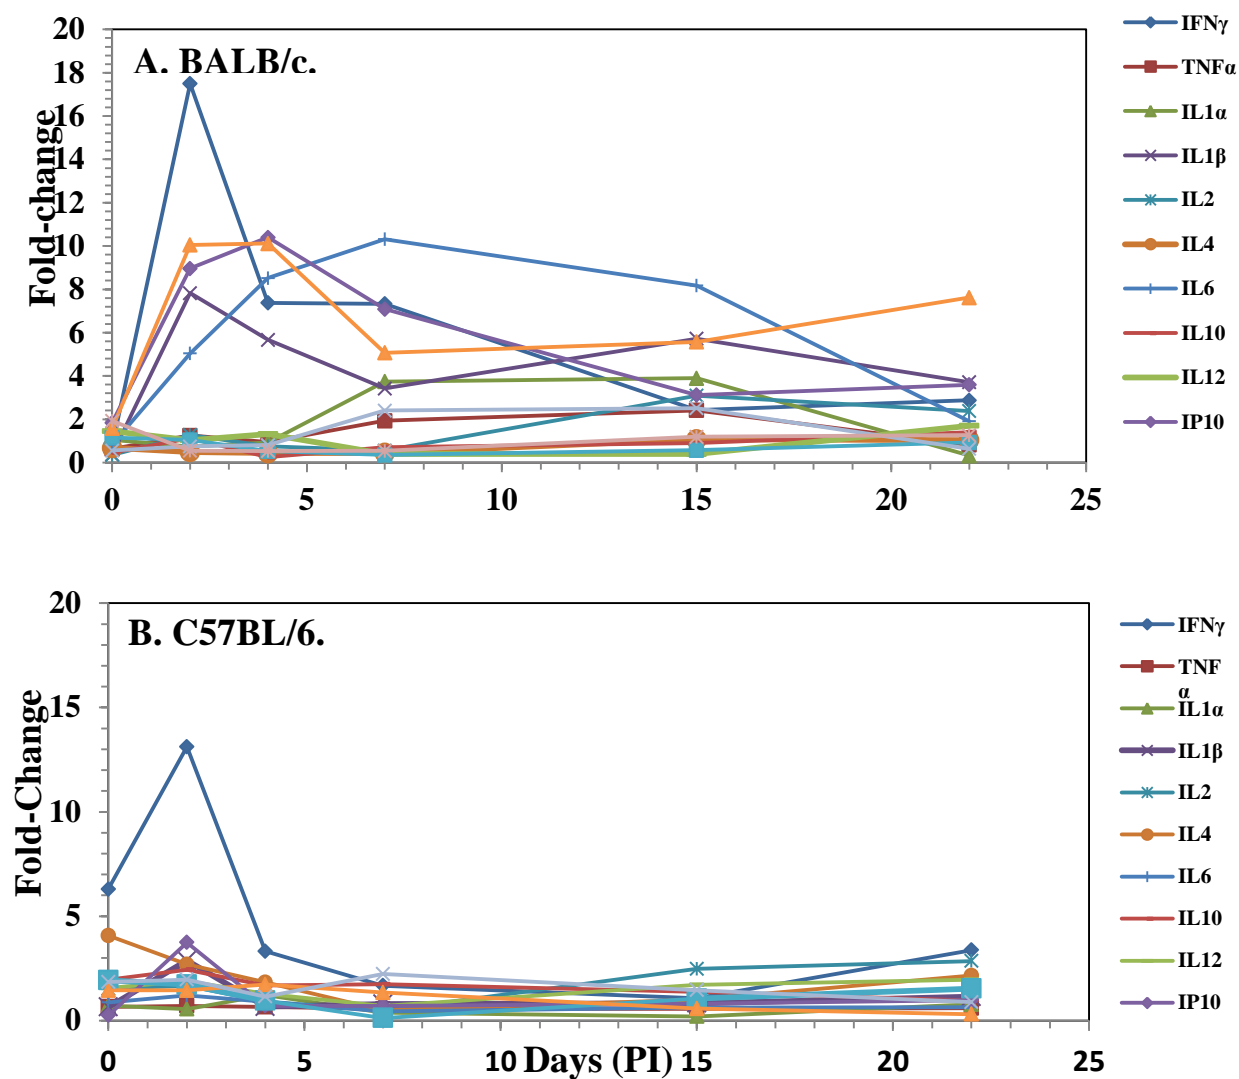 A. BALB/c.
Fold-change
20
18
16
14
12
10
8
6
4
2
0
0 5 10 15 20 25
IFNγ
TNFα
IL1α
IL1β
IL2
IL4
IL6
IL10
IL12
IP10
B. C57BL/6.
Fold-Change
20
15
10
5
0
0 5 10 Days (PI) 15 20 25
IFNγ
TNF
α
IL1α
IL1β
IL2
IL4
IL6
IL10
IL12
IP10